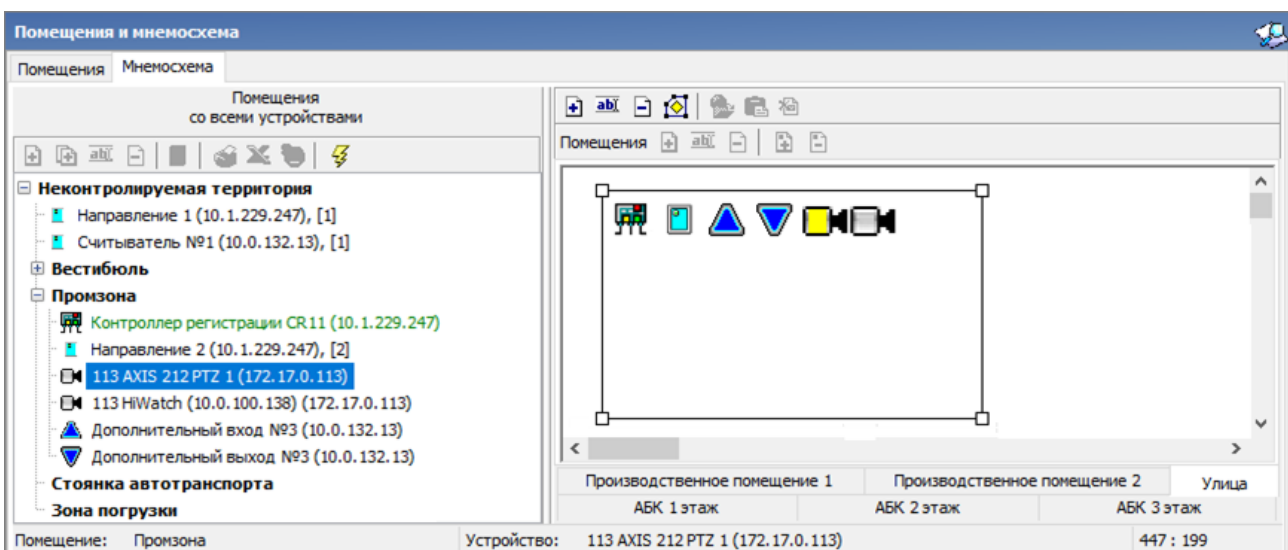 Помещения и мнемосхема
Помещения Мнемосхема
Помещения
со всеми устройствами
Помещения
Неконтролируемая территория
Направление 1 (10.1.229.247), [1]
Считыватель №1 (10.0.132.13), [1]
Вестибюль
Промзона
Контроллер регистрации CR11 (10.1.229.247)
Направление 2 (10.1.229.247), [2]
113 AXIS 212 PTZ 1 (172.17.0.113)
113 HiWatch (10.0.100.138) (172.17.0.113)
Дополнительный вход №3 (10.0.132.13)
Дополнительный выход №3 (10.0.132.13)
Стоянка автотранспорта
Зона погрузки
Производственное помещение 1 Производственное помещение 2 Улица
АБК 1 этаж АБК 2 этаж АБК 3 этаж
Помещение: Промзона Устройство: 113 AXIS 212 PTZ 1 (172.17.0.113) 447 : 199